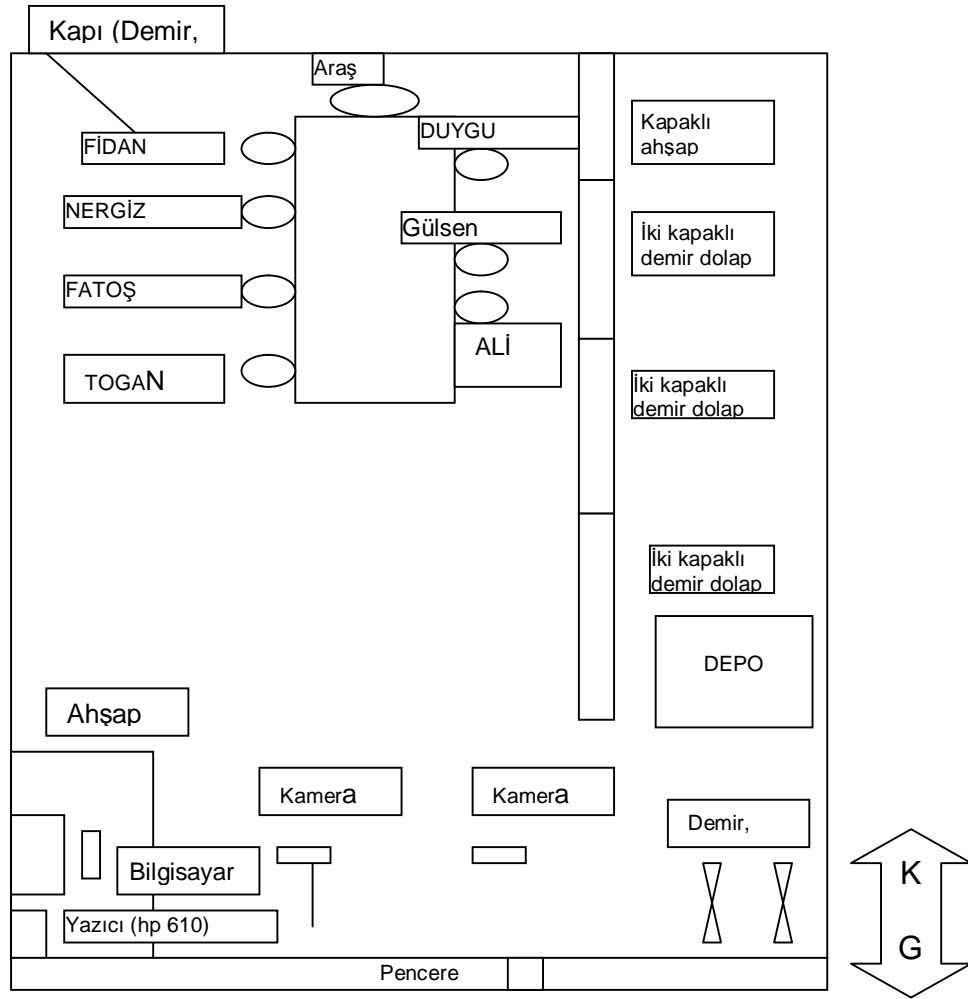 Kapı (Demir,
Araş
DUYGU
FİDAN
Kapaklı
ahşap
NERGİZ
Gülsen
İki kapaklı
demir dolap
FATOŞ
ALİ
TOGAN
İki kapaklı
demir dolap
İki kapaklı
demir dolap
DEPO
Ahşap
Kamera
Kamera
Demir,
Bilgisayar
K
Yazıcı (hp 610)
G
Pencere